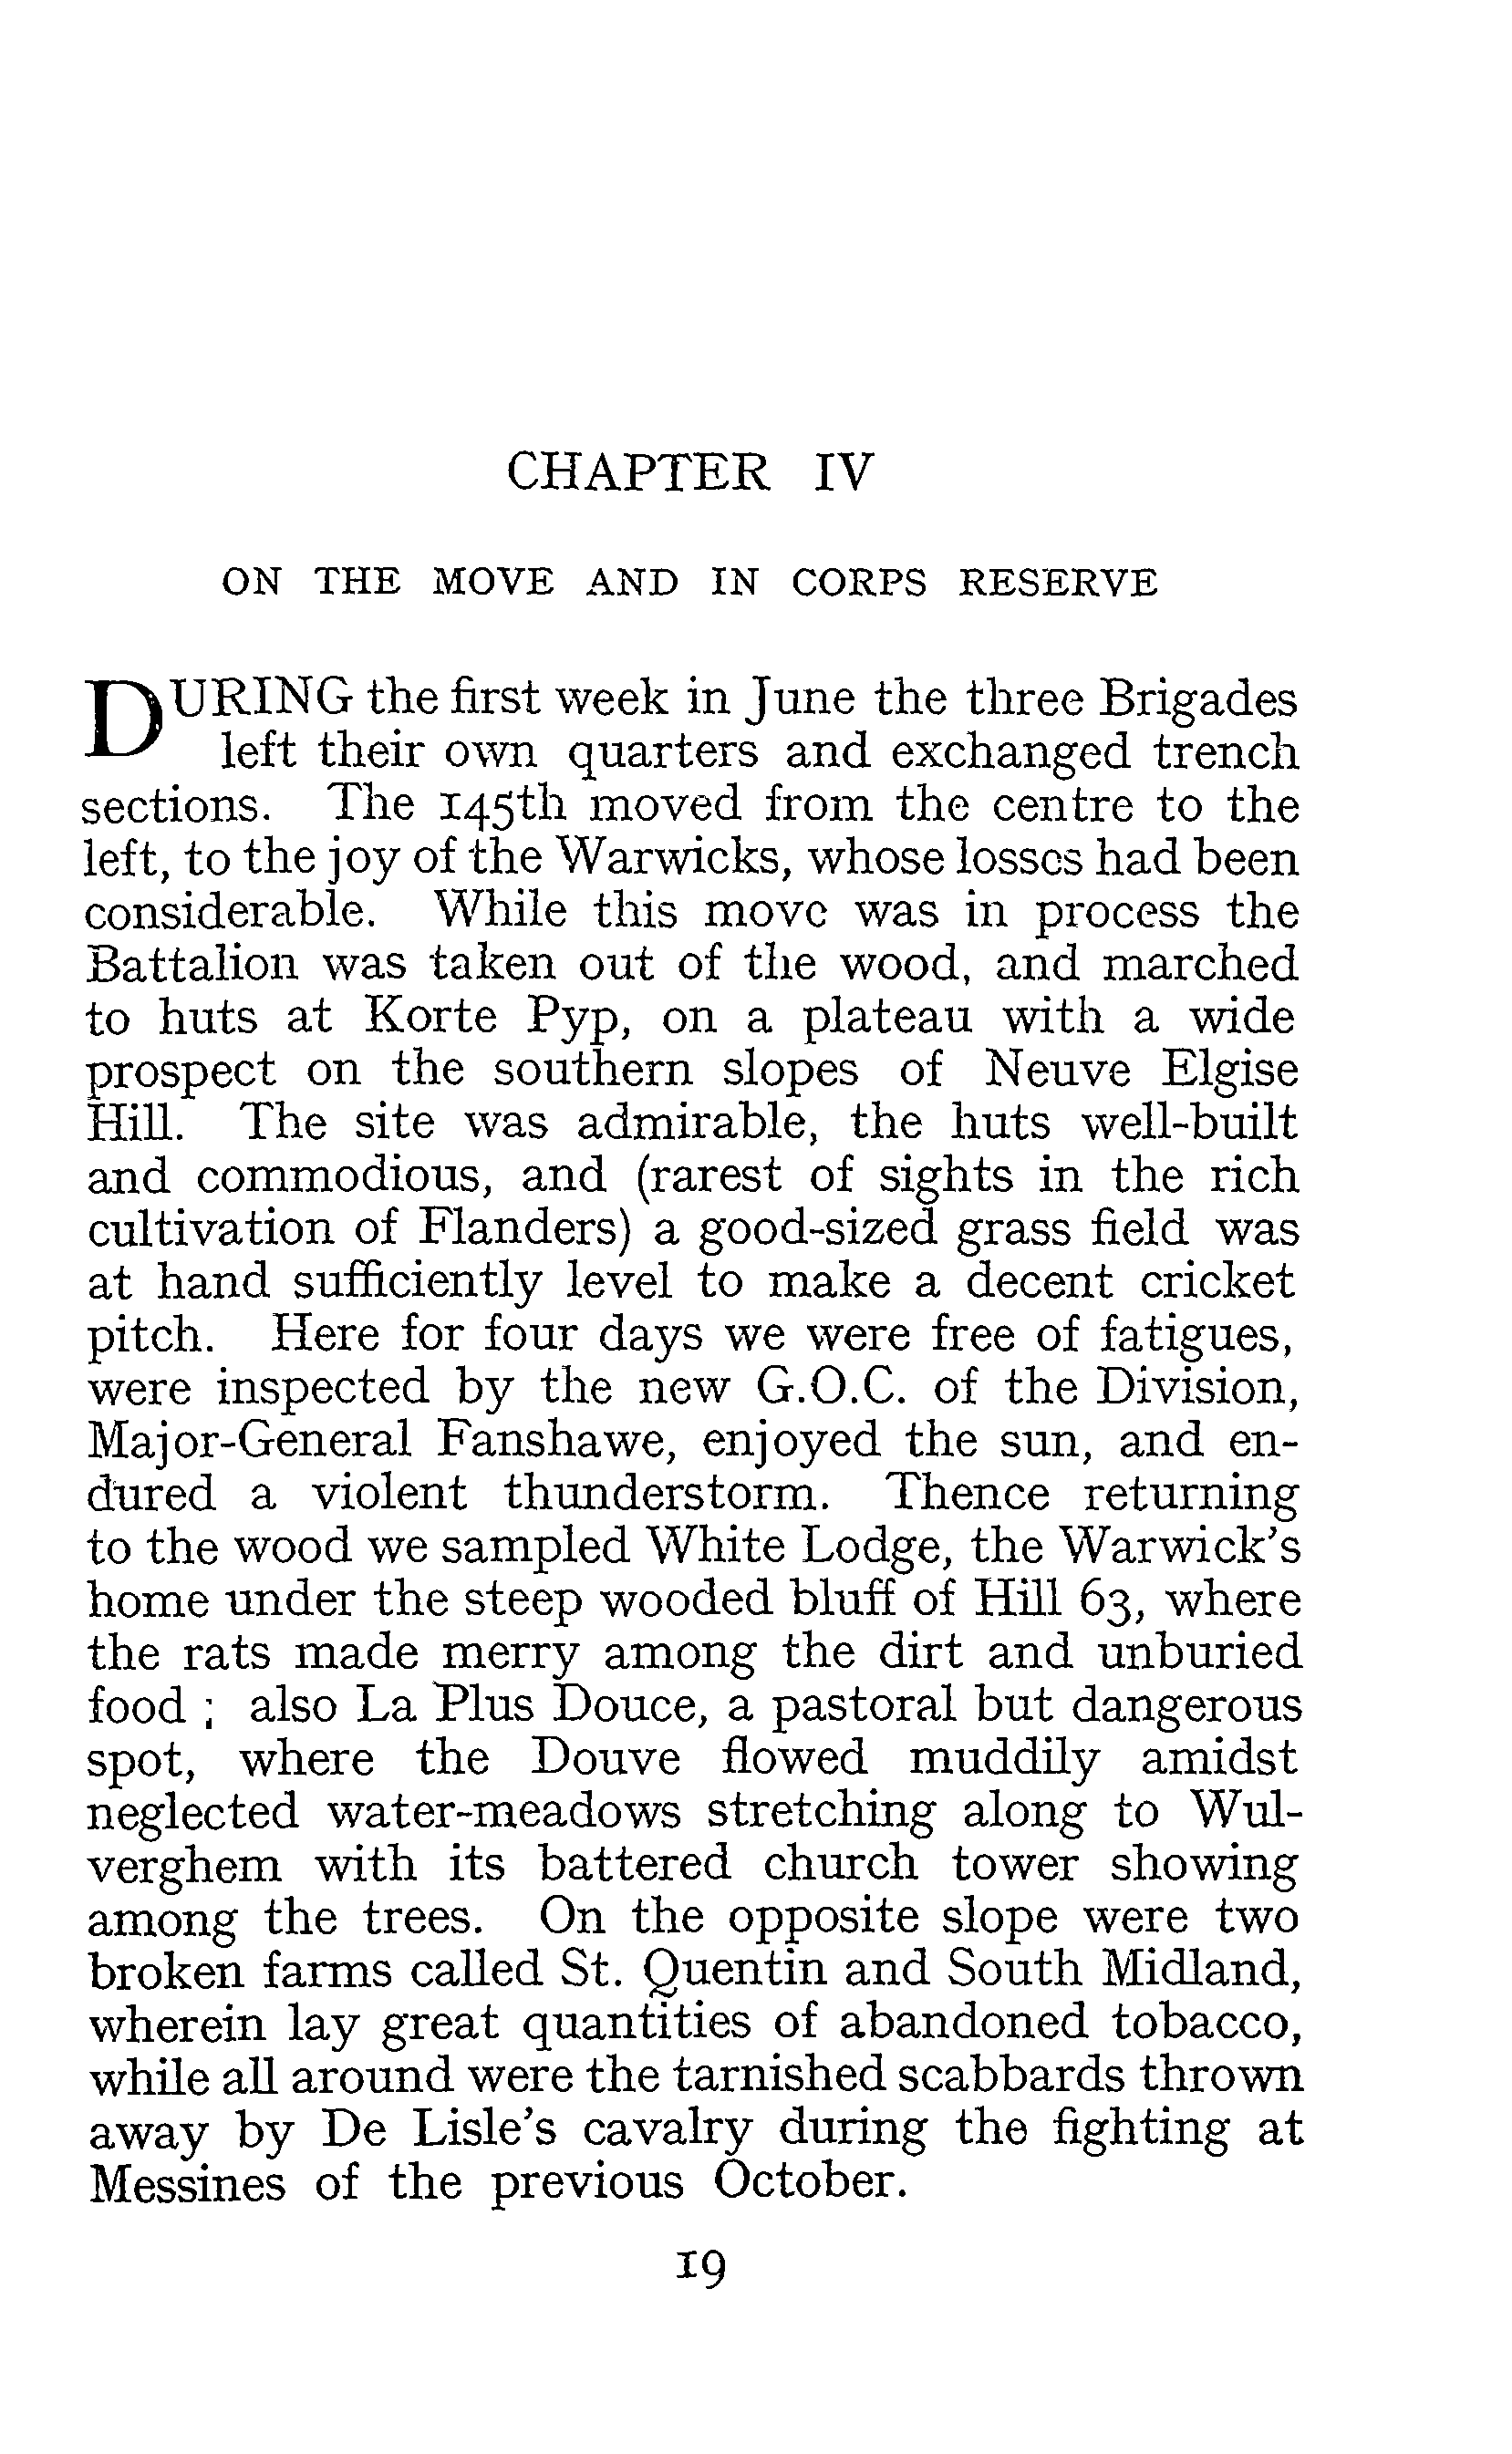 CHAPTER IV
ON THE MOVE AND IN CORPS RESERVE
DURING the first week in June the three Brigades
left their own quarters and exchanged trench
sections. The 145th moved from the centre to the
left, to the joy of the Warwicks, whose losses had been
considerable. While this move was in process the
Battalion was taken out of the wood, and marched
to huts at Korte Pyp, on a plateau with a wide
prospect on the southern slopes of Neuve Elgise
Hill. The site was admirable, the huts well-built
and commodious, and (rarest of sights in the rich
cultivation of Flanders) a good-sized grass field was
at hand sufficiently level to make a decent cricket
pitch. Here for four days we were free of fatigues,
were inspected by the new G.O.C. of the Division,
Major-General Fanshawe, enjoyed the sun, and en-
dured a violent thunderstorm. Thence returning
to the wood we sampled White Lodge, the Warwick's
home under the steep wooded bluff of Hill 63, where
the rats made merry among the dirt and unburied
food ; also La Plus Douce, a pastoral but dangerous
spot, where the Douve flowed muddily amidst
neglected water-meadows stretching along to Wul-
verghem with its battered church tower showing
among the trees. On the opposite slope were two
broken farms called St. Quentin and South Midland,
wherein lay great quantities of abandoned tobacco,
while all around were the tarnished scabbards thrown
away by De Lisle's cavalry during the fighting at
Messines of the previous October.
19